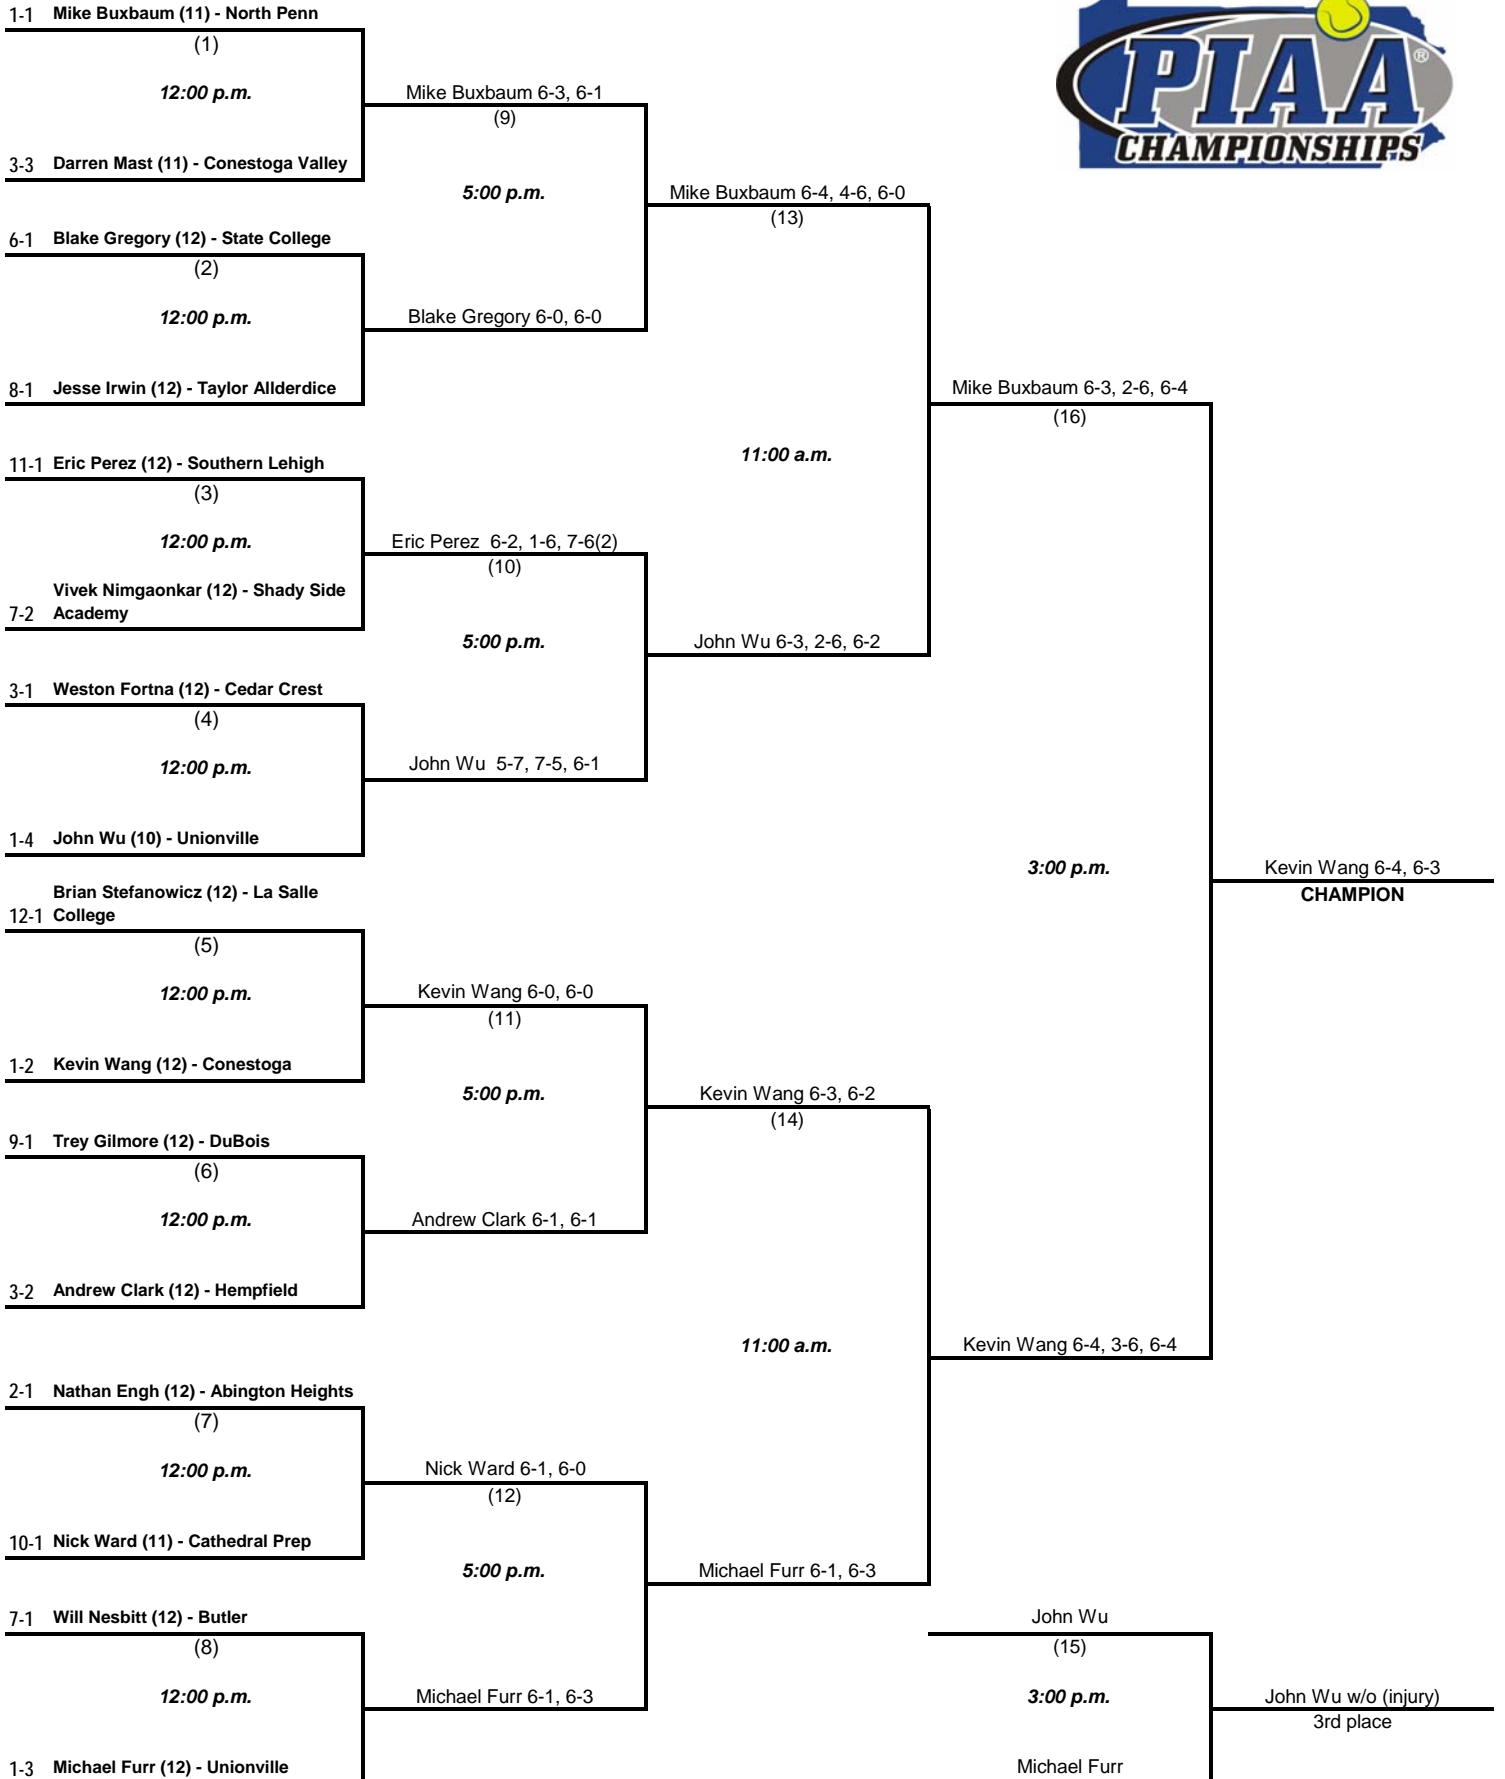 1-1 Mike Buxbaum (11) - North Penn
(1)
12:00 p.m.
3-3 Darren Mast (11) - Conestoga Valley
6-1 Blake Gregory (12) - State College
(2)
12:00 p.m.
8-1 Jesse Irwin (12) - Taylor Allderdice
11-1 Eric Perez (12) - Southern Lehigh
(3)
12:00 p.m.
Vivek Nimgaonkar (12) - Shady Side
7-2 Academy
3-1 Weston Fortna (12) - Cedar Crest
(4)
12:00 p.m.
1-4 John Wu (10) - Unionville
Brian Stefanowicz (12) - La Salle
12-1 College
(5)
12:00 p.m.
1-2 Kevin Wang (12) - Conestoga
9-1 Trey Gilmore (12) - DuBois
(6)
12:00 p.m.
3-2 Andrew Clark (12) - Hempfield
2-1 Nathan Engh (12) - Abington Heights
(7)
12:00 p.m.
10-1 Nick Ward (11) - Cathedral Prep
7-1 Will Nesbitt (12) - Butler
(8)
12:00 p.m.
1-3 Michael Furr (12) - Unionville
Mike Buxbaum 6-3, 6-1
(9)
5:00 p.m.
Blake Gregory 6-0, 6-0
Eric Perez 6-2, 1-6, 7-6(2)
(10)
5:00 p.m.
John Wu 5-7, 7-5, 6-1
Kevin Wang 6-0, 6-0
(11)
5:00 p.m.
Andrew Clark 6-1, 6-1
Nick Ward 6-1, 6-0
(12)
5:00 p.m.
Michael Furr 6-1, 6-3
Mike Buxbaum 6-4, 4-6, 6-0
(13)
11:00 a.m.
John Wu 6-3, 2-6, 6-2
Kevin Wang 6-3, 6-2
(14)
11:00 a.m.
Michael Furr 6-1, 6-3
PIAA®
CHAMPIONSHIPS
Mike Buxbaum 6-3, 2-6, 6-4
(16)
3:00 p.m.
Kevin Wang 6-4, 3-6, 6-4
Kevin Wang 6-4, 6-3
CHAMPION
John Wu
(15)
3:00 p.m.
Michael Furr
John Wu w/o (injury)
3rd place